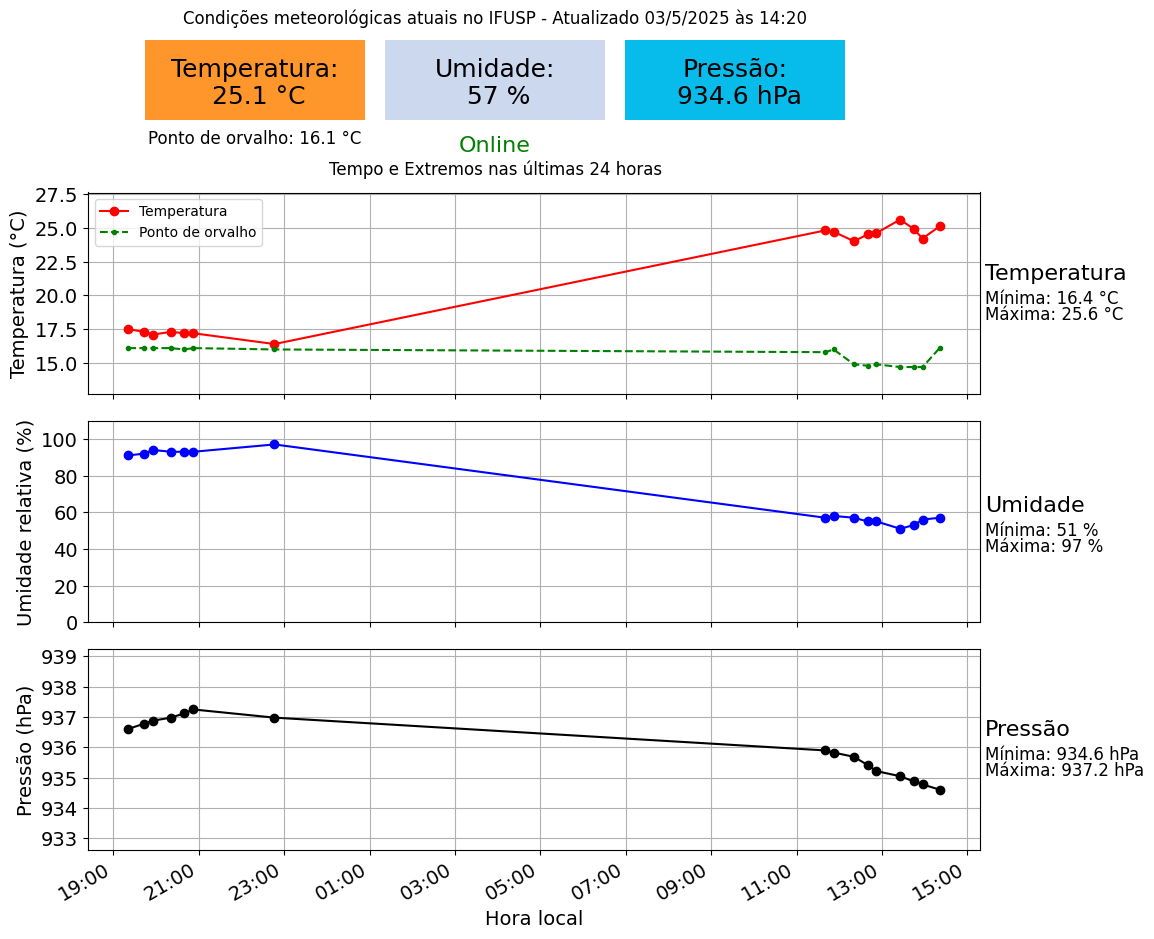 Condições meteorológicas atuais no IFUSP - Atualizado 03/5/2025 às 14:20
Temperatura:
25.1 °C
Umidade:
57 %
Pressão:
934.6 hPa
Ponto de orvalho: 16.1 °C
Online
Tempo e Extremos nas últimas 24 horas
Temperatura (°C)
27.5
25.0
22.5
20.0
17.5
15.0
Temperatura
Ponto de orvalho
Temperatura
Mínima: 16.4 °C
Máxima: 25.6 °C
Umidade relativa (%)
100
80
60
40
20
0
Umidade
Mínima: 51 %
Máxima: 97 %
Pressão (hPa)
939
938
937
936
935
934
933
Pressão
Mínima: 934.6 hPa
Máxima: 937.2 hPa
19:00 21:00 23:00 01:00 03:00 05:00 07:00 09:00 11:00 13:00 15:00
Hora local